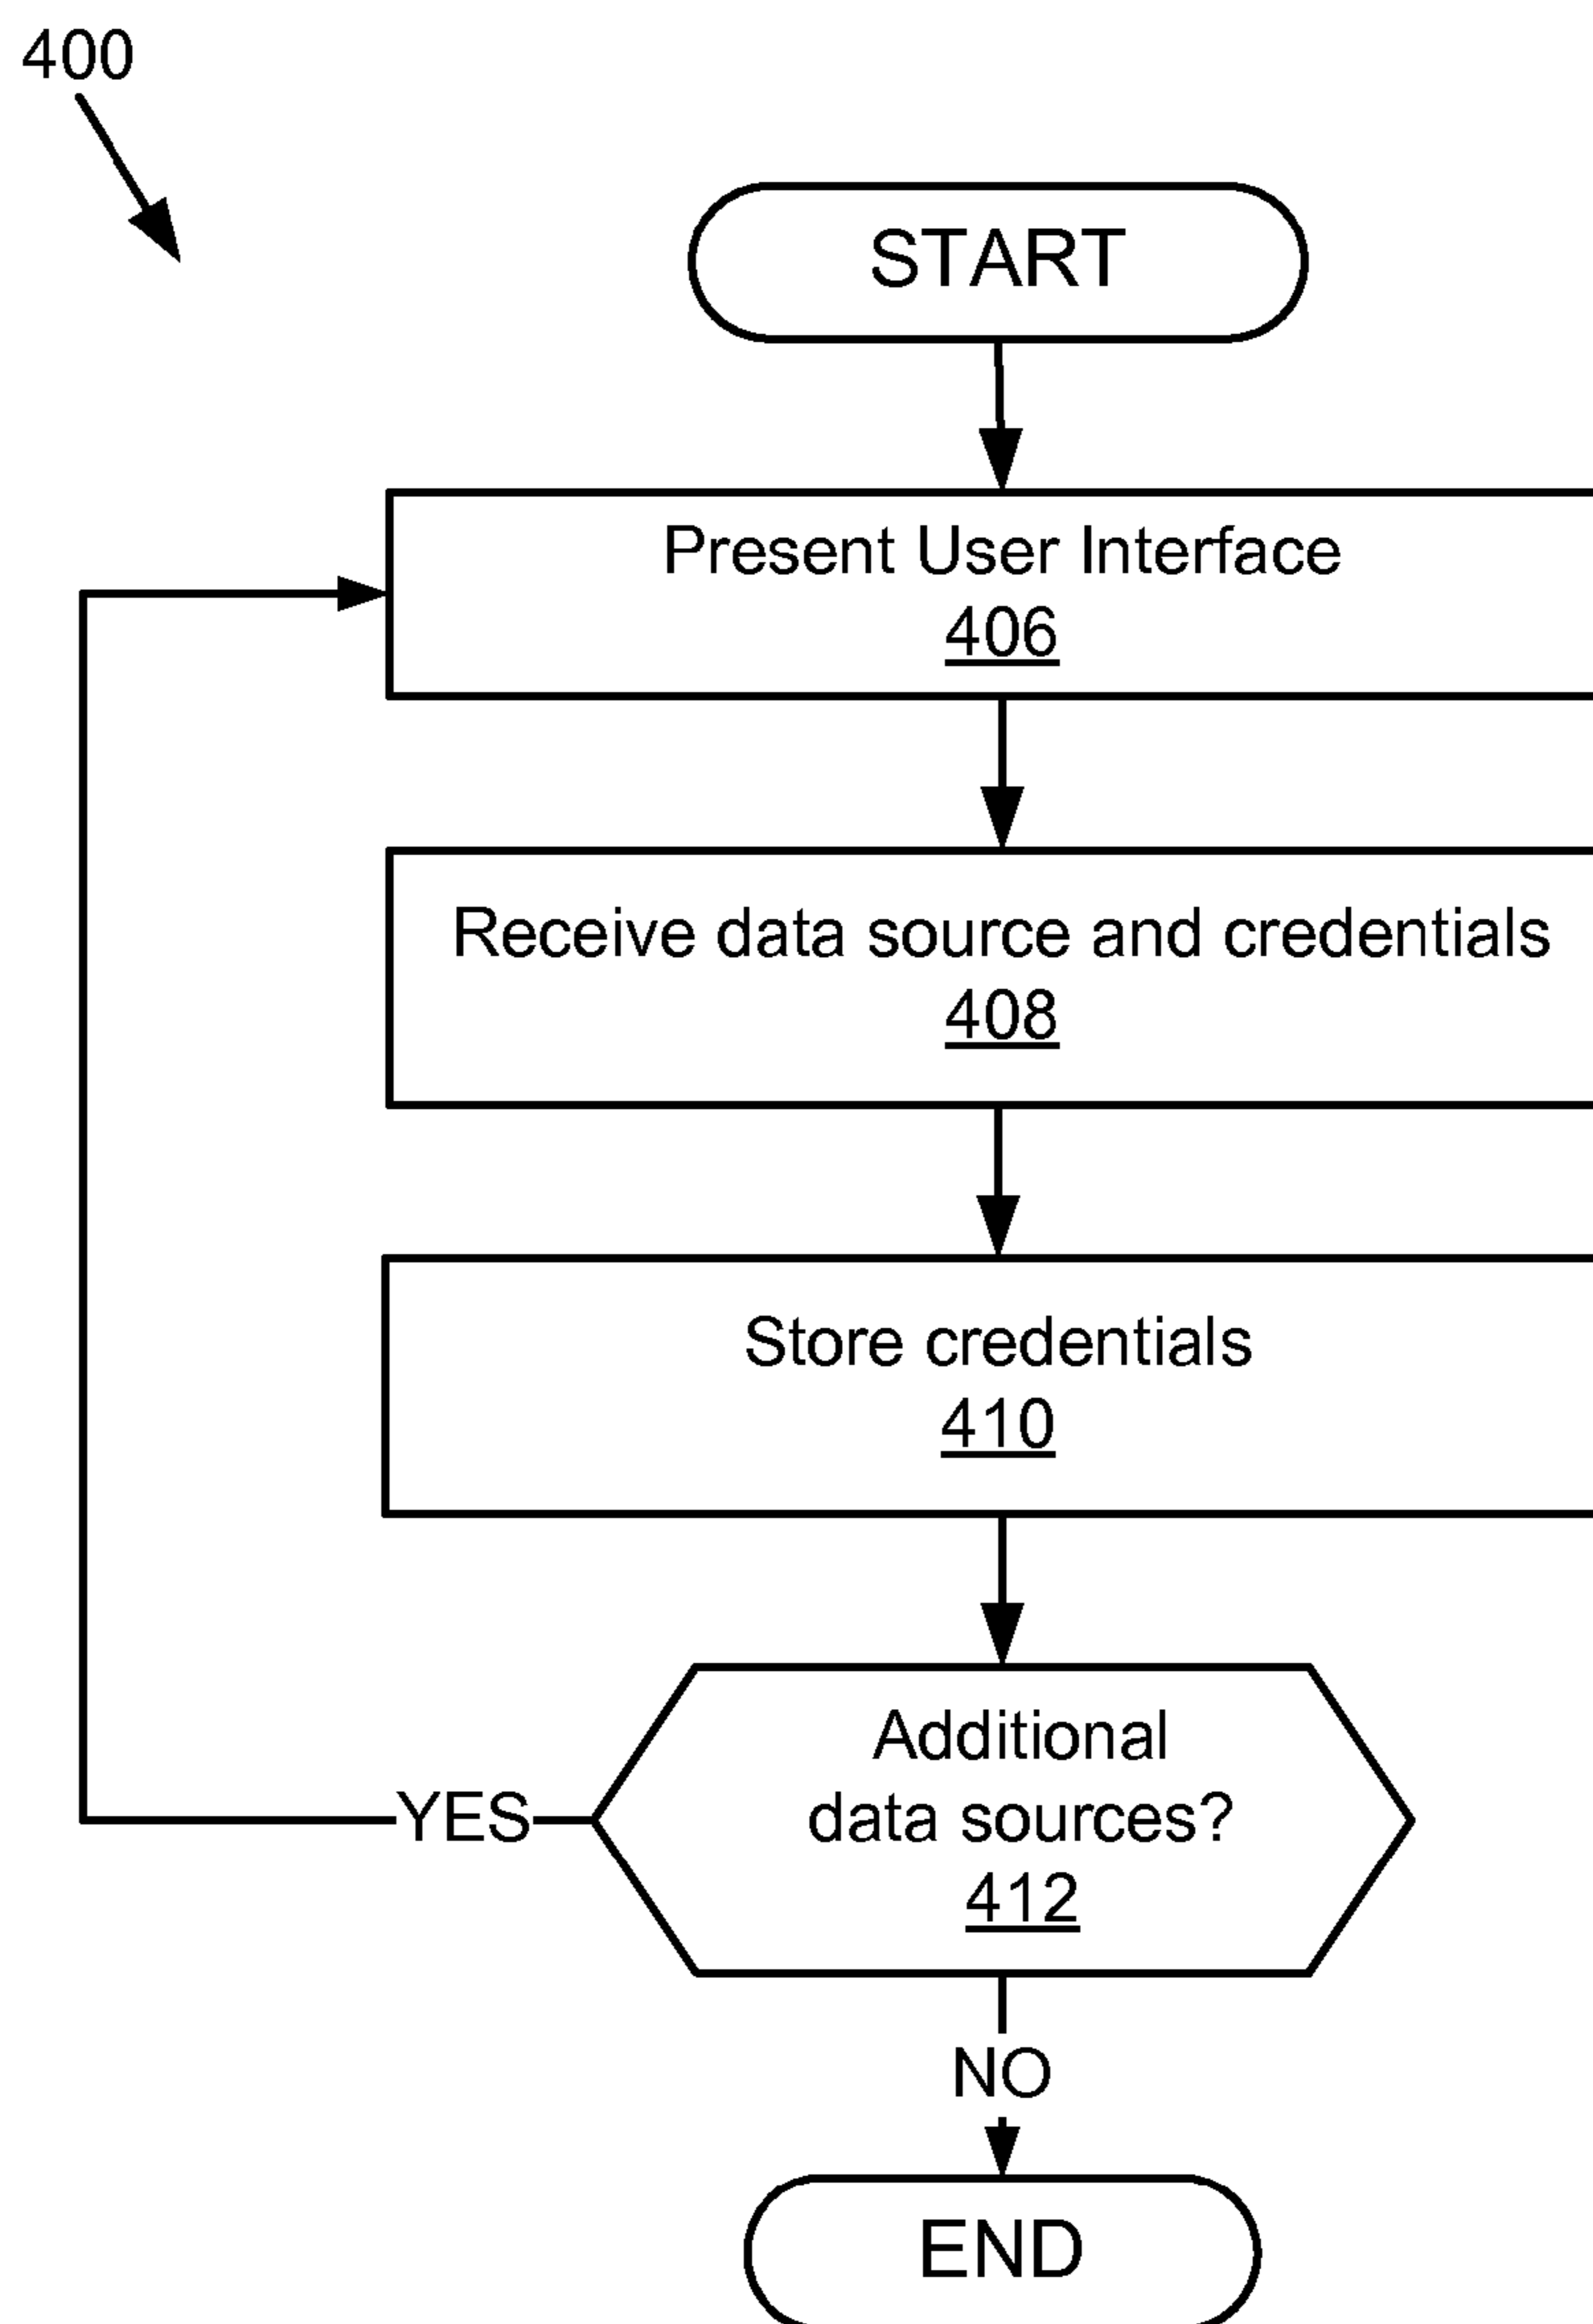 400
START
Present User Interface
406
Receive data source and credentials
408
Store credentials
410
Additional
data sources?
412
YES
NO
END